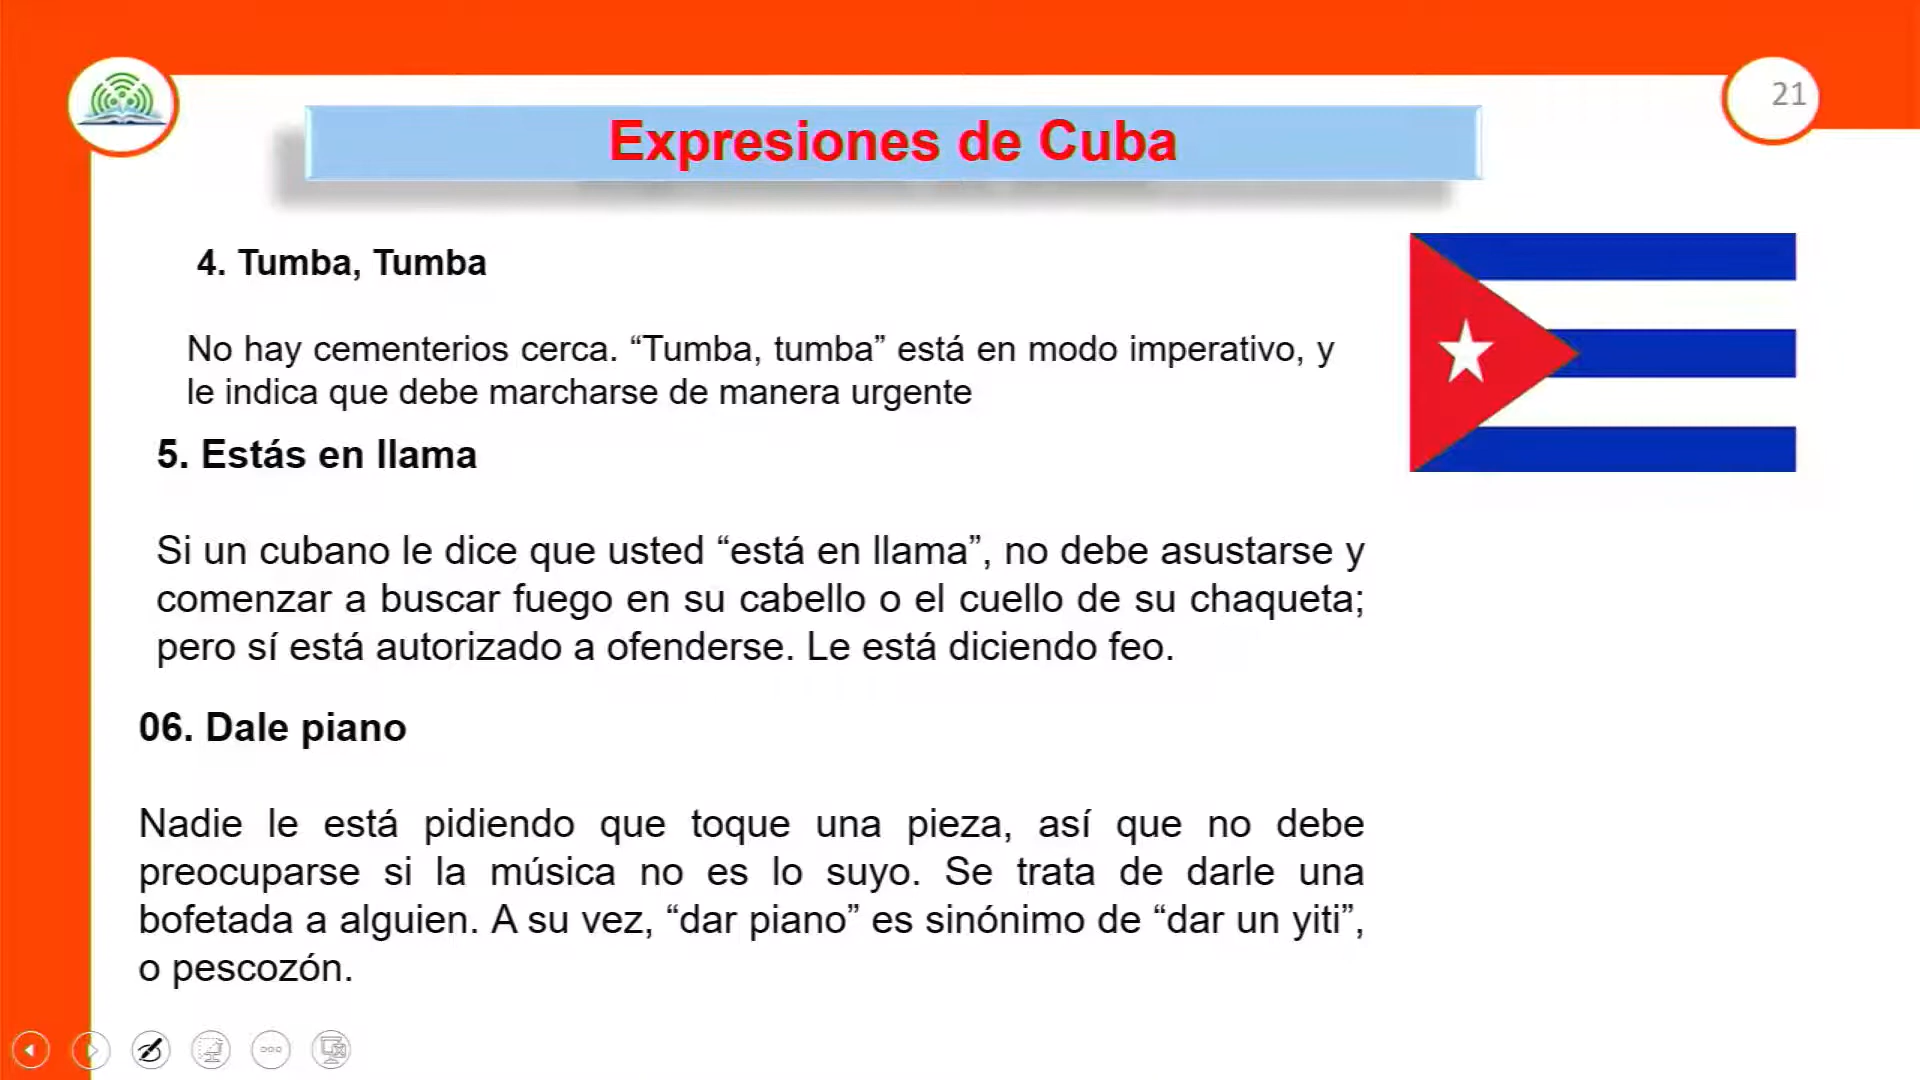 21
Expresiones de Cuba
4. Tumba, Tumba
No hay cementerios cerca. “Tumba, tumba” está en modo imperativo, y
le indica que debe marcharse de manera urgente
5. Estás en llama
Si un cubano le dice que usted “está en llama”, no debe asustarse y
comenzar a buscar fuego en su cabello o el cuello de su chaqueta;
pero sí está autorizado a ofenderse. Le está diciendo feo.
06. Dale piano
Nadie le está pidiendo que toque una pieza, así que no debe
preocuparse si la música no es lo suyo. Se trata de darle una
bofetada a alguien. A su vez, “dar piano” es sinónimo de “dar un yiti”,
o pescozón.